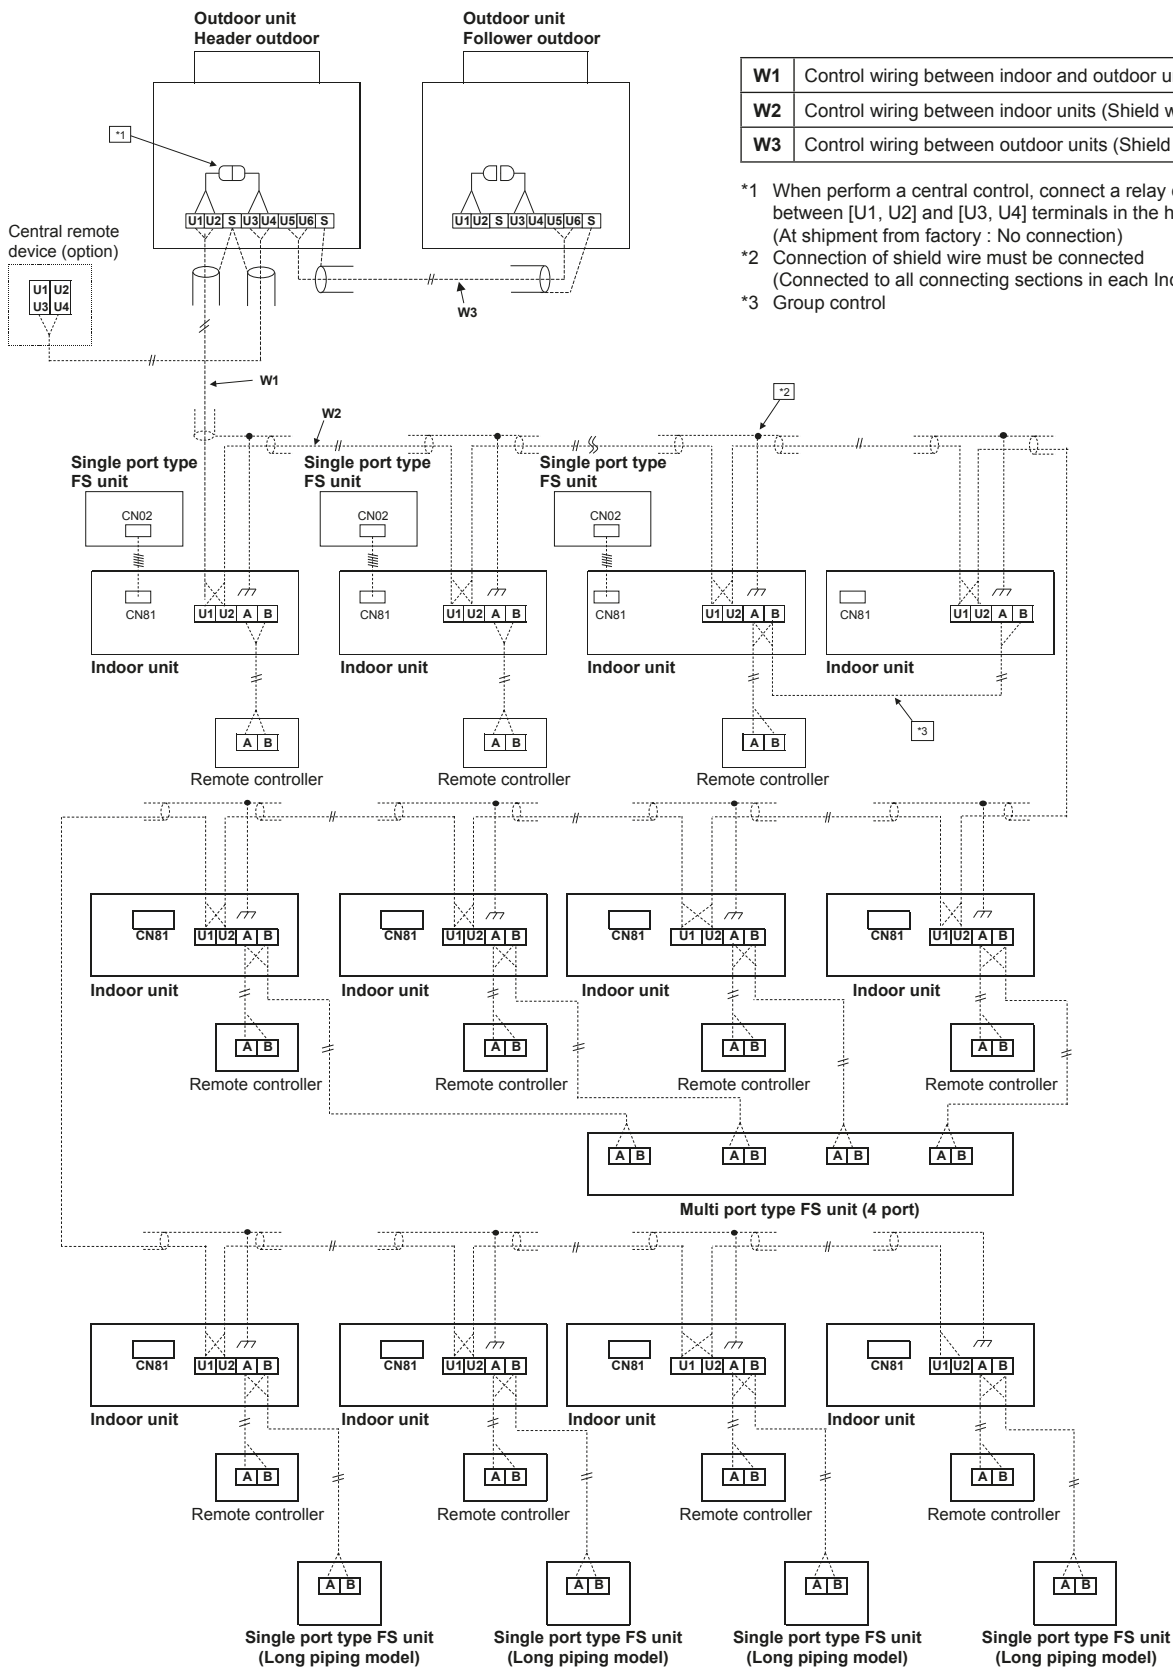 Outdoor unit
Header outdoor
Outdoor unit
Follower outdoor
W1 Control wiring between indoor and outdoor u
W2 Control wiring between indoor units (Shield w
W3 Control wiring between outdoor units (Shield
*1 When perform a central control, connect a relay
between [U1, U2] and [U3, U4] terminals in the h
(At shipment from factory : No connection)
*2 Connection of shield wire must be connected
(Connected to all connecting sections in each Ind
*3 Group control
*1
U1 U2 S U3 U4 U5 U6 S
U1 U2 S U3 U4 U5 U6 S
Central remote
device (option)
U1 U2
U3 U4
W3
W1
W2
*2
Single port type
FS unit
Single port type
FS unit
Single port type
FS unit
CN02
CN02
CN02
CN81
U1 U2 A B
CN81
U1 U2 A B
CN81
U1 U2 A B
CN81
U1 U2 A B
Indoor unit
Indoor unit
Indoor unit
Indoor unit
*3
A B
A B
A B
Remote controller
Remote controller
Remote controller
CN81
U1 U2 A B
CN81
U1 U2 A B
CN81
U1 U2 A B
CN81
U1 U2 A B
Indoor unit
Indoor unit
Indoor unit
Indoor unit
A B
A B
A B
A B
Remote controller
Remote controller
Remote controller
Remote controller
A B
A B
A B
A B
Multi port type FS unit (4 port)
CN81
U1 U2 A B
CN81
U1 U2 A B
CN81
U1 U2 A B
CN81
U1 U2 A B
Indoor unit
Indoor unit
Indoor unit
Indoor unit
A B
A B
A B
A B
Remote controller
Remote controller
Remote controller
Remote controller
A B
A B
A B
A B
Single port type FS unit
(Long piping model)
Single port type FS unit
(Long piping model)
Single port type FS unit
(Long piping model)
Single port type FS unit
(Long piping model)